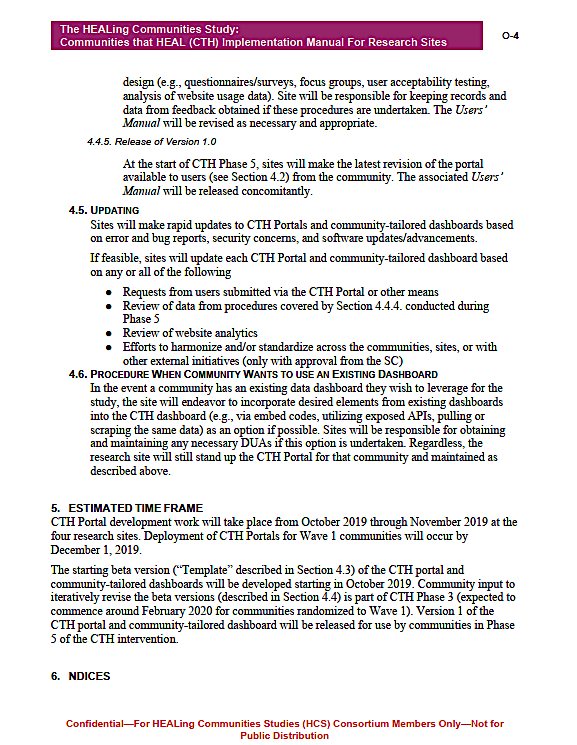 The HEALing Communities Study:
Communities that HEAL (CTH) Implementation Manual For Research Sites
O-4
design (e.g., questionnaires/surveys, focus groups, user acceptability testing,
analysis of website usage data). Site will be responsible for keeping records and
data from feedback obtained if these procedures are undertaken. The Users'
Manual will be revised as necessary and appropriate.
4.4.5. Release of Version 1.0
At the start of CTH Phase 5, sites will make the latest revision of the portal
available to users (see Section 4.2) from the community. The associated Users'
Manual will be released concomitantly.
4.5. UPDATING
Sites will make rapid updates to CTH Portals and community-tailored dashboards based
on error and bug reports, security concerns, and software updates/advancements.
If feasible, sites will update each CTH Portal and community-tailored dashboard based
on any or all of the following
● Requests from users submitted via the CTH Portal or other means
● Review of data from procedures covered by Section 4.4.4. conducted during
Phase 5
● Review of website analytics
● Efforts to harmonize and/or standardize across the communities, sites, or with
other external initiatives (only with approval from the SC)
4.6. PROCEDURE WHEN COMMUNITY WANTS TO USE AN EXISTING DASHBOARD
In the event a community has an existing data dashboard they wish to leverage for the
study, the site will endeavor to incorporate desired elements from existing dashboards
into the CTH dashboard (e.g., via embed codes, utilizing exposed APIs, pulling or
scraping the same data) as an option if possible. Sites will be responsible for obtaining
and maintaining any necessary DUAs if this option is undertaken. Regardless, the
research site will still stand up the CTH Portal for that community and maintained as
described above.
5. ESTIMATED TIME FRAME
CTH Portal development work will take place from October 2019 through November 2019 at the
four research sites. Deployment of CTH Portals for Wave 1 communities will occur by
December 1, 2019.
The starting beta version ("Template" described in Section 4.3) of the CTH portal and
community-tailored dashboards will be developed starting in October 2019. Community input to
iteratively revise the beta versions (described in Section 4.4) is part of CTH Phase 3 (expected to
commence around February 2020 for communities randomized to Wave 1). Version 1 of the
CTH portal and community-tailored dashboard will be released for use by communities in Phase
5 of the CTH intervention.
6. NDICES
Confidential—For HEALing Communities Studies (HCS) Consortium Members Only—Not for
Public Distribution